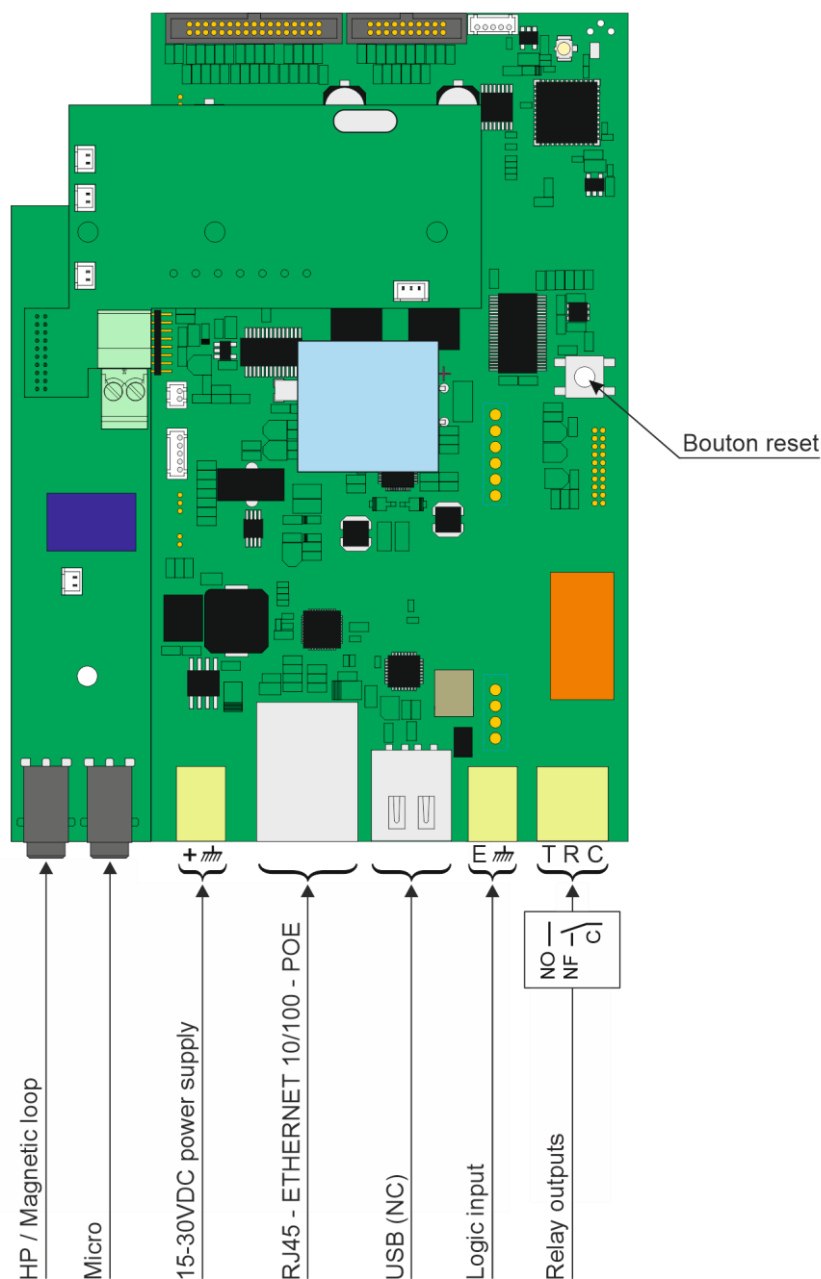 Bouton reset
+
E
T R C
NO
NF
C
HP / Magnetic loop
Micro
15-30VDC power supply
RJ45 - ETHERNET 10/100 - POE
USB (NC)
Logic input
Relay outputs